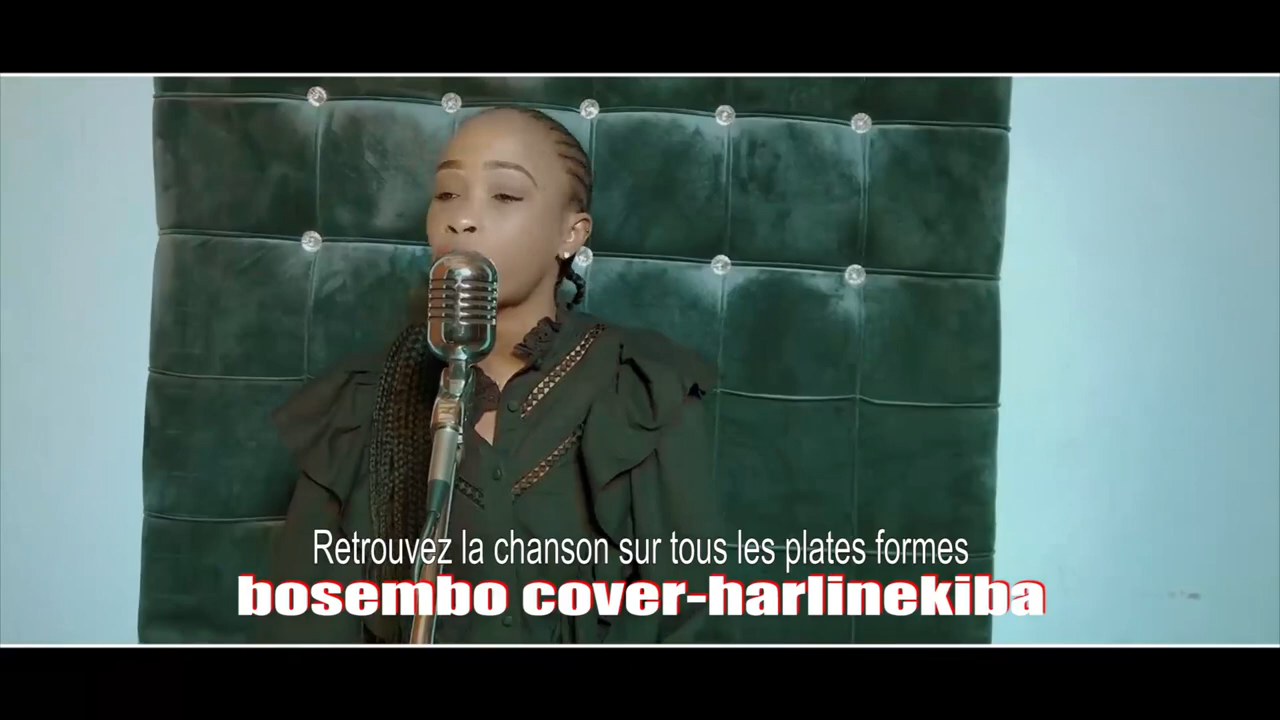 Retrouvez la chanson sur tous les plates formes
bosembo cover-harlinekiba